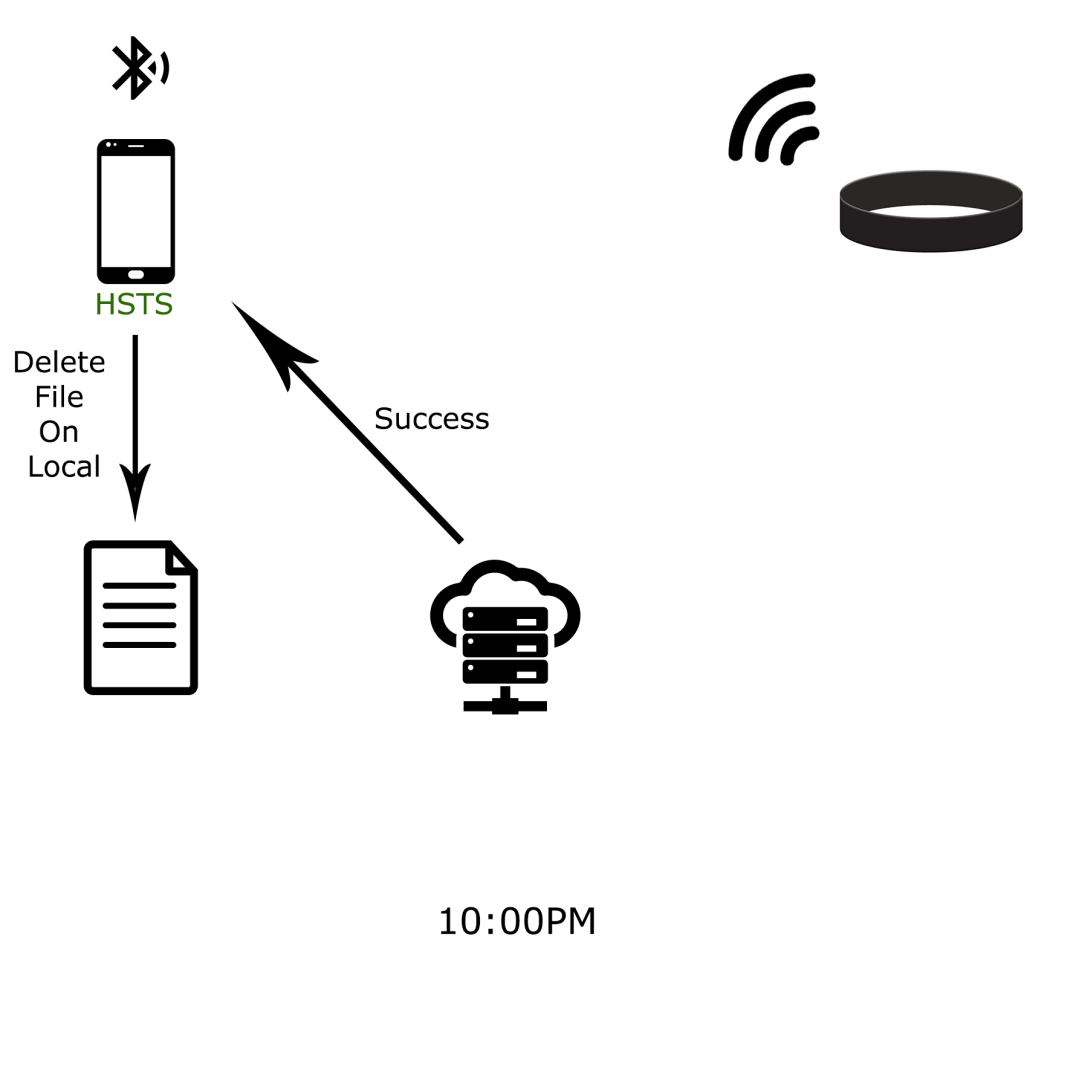 HSTS
Delete
File
On
Local
Success
10:00PM